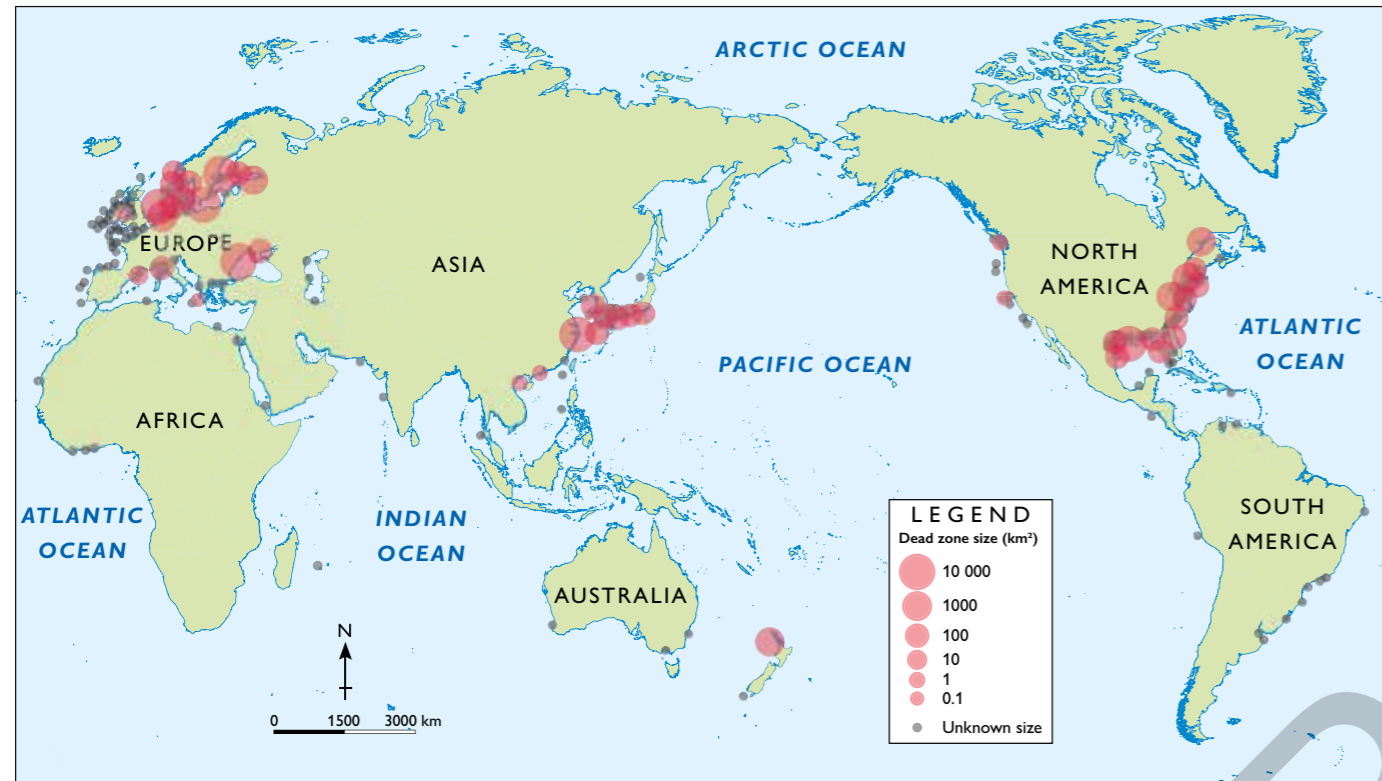 ARCTIC OCEAN
EUROPE
ASIA
NORTH
AMERICA
ATLANTIC
OCEAN
PACIFIC OCEAN
AFRICA
ATLANTIC
OCEAN
INDIAN
OCEAN
AUSTRALIA
SOUTH
AMERICA
LEGEND
Dead zone size (km²)
10 000
1000
100
10
1
0.1
Unknown size
N
0 1500 3000 km